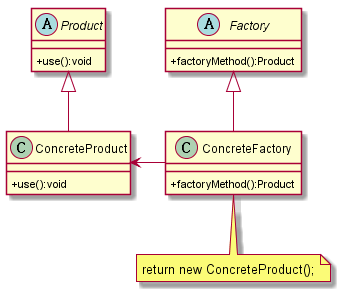 A Product
+use():void
A Factory
+factoryMethod():Product
C ConcreteProduct
+use():void
C ConcreteFactory
+factoryMethod():Product
return new ConcreteProduct();